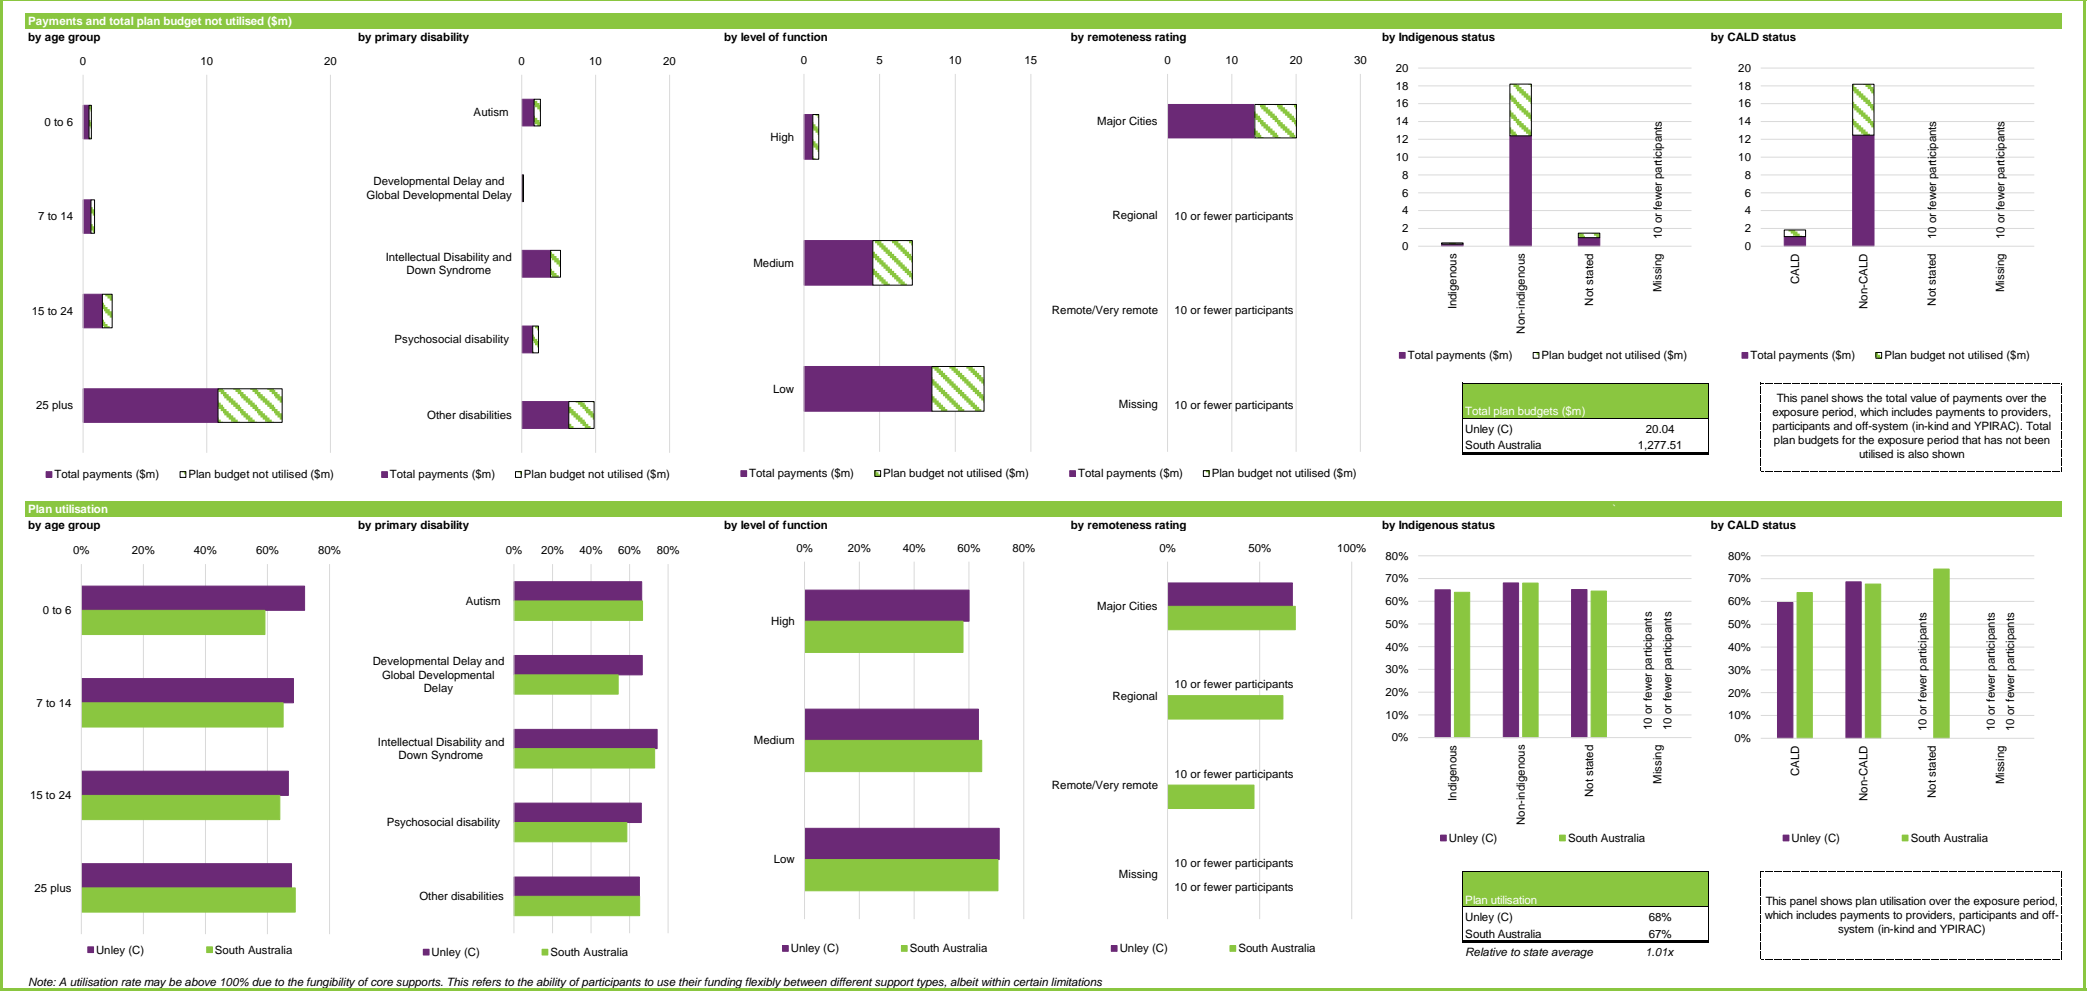 Payments and total plan budget not utilised ($m)
by age group
0 10 20
0 to 6
7 to 14
15 to 24
25 plus
Total payments ($m) Plan budget not utilised ($m)
by primary disability
0 10 20
Autism
Developmental Delay and
Global Developmental Delay
Intellectual Disability and
Down Syndrome
Psychosocial disability
Other disabilities
Total payments ($m) Plan budget not utilised ($m)
by level of function
0 5 10 15
High
Medium
Low
Total payments ($m) Plan budget not utilised ($m)
by remoteness rating
0 10 20 30
Major Cities
Regional 10 or fewer participants
Remote/Very remote 10 or fewer participants
Missing 10 or fewer participants
Total payments ($m) Plan budget not utilised ($m)
by Indigenous status
20
18
16
14
12
10
8
6
4
2
0
10 or fewer participants
Indigenous
Non-indigenous
Not stated
Missing
Total payments ($m) Plan budget not utilised ($m)
Total plan budgets ($m)
Unley (C) 20.04
South Australia 1,277.51
by CALD status
20
18
16
14
12
10
8
6
4
2
0
10 or fewer participants
10 or fewer participants
CALD
Non-CALD
Not stated
Missing
Total payments ($m) Plan budget not utilised ($m)
This panel shows the total value of payments over the
exposure period, which includes payments to providers,
participants and off-system (in-kind and YPIRAC). Total
plan budgets for the exposure period that has not been
utilised is also shown
Plan utilisation
by age group
0% 20% 40% 60% 80%
0 to 6
7 to 14
15 to 24
25 plus
Unley (C) South Australia
by primary disability
0% 20% 40% 60% 80%
Autism
Developmental Delay and
Global Developmental
Delay
Intellectual Disability and
Down Syndrome
Psychosocial disability
Other disabilities
Unley (C) South Australia
by level of function
0% 20% 40% 60% 80%
High
Medium
Low
Unley (C) South Australia
by remoteness rating
0% 50% 100%
Major Cities
10 or fewer participants
Regional
10 or fewer participants
Remote/Very remote
10 or fewer participants
Missing
10 or fewer participants
Unley (C) South Australia
by Indigenous status
80%
70%
60%
50%
40%
30%
20%
10%
0%
10 or fewer participants
10 or fewer participants
Indigenous
Non-indigenous
Not stated
Missing
Unley (C) South Australia
Plan utilisation
Unley (C) 68%
South Australia 67%
Relative to state average 1.01x
by CALD status
80%
70%
60%
50%
40%
30%
20%
10%
0%
10 or fewer participants
10 or fewer participants
10 or fewer participants
CALD
Non-CALD
Not stated
Missing
Unley (C) South Australia
This panel shows plan utilisation over the exposure period,
which includes payments to providers, participants and off-
system (in-kind and YPIRAC)
Note: A utilisation rate may be above 100% due to the fungibility of core supports. This refers to the ability of participants to use their funding flexibly between different support types, albeit within certain limitations